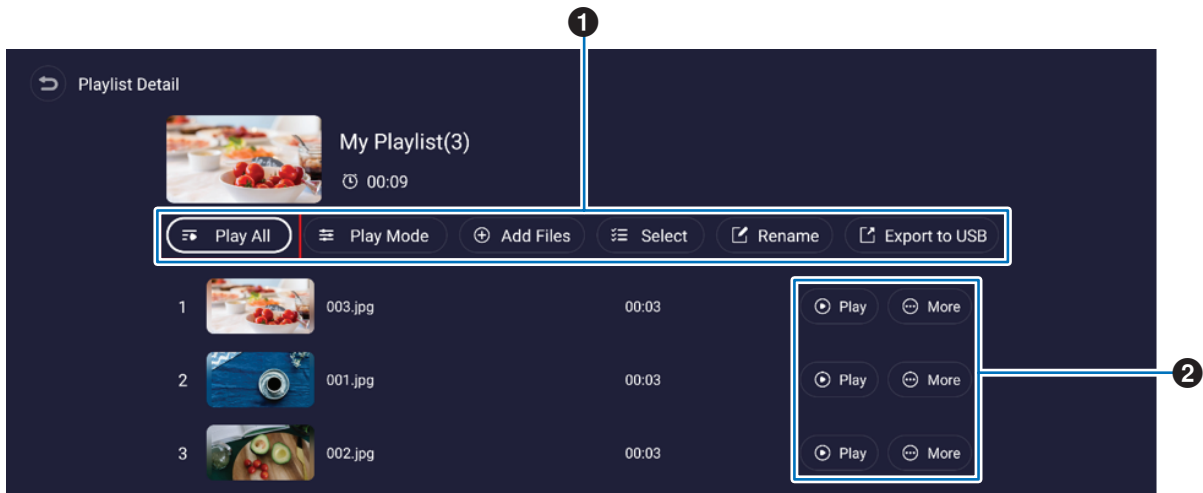 1
Playlist Detail
My Playlist(3)
00:09
Play All Play Mode Add Files Select Rename Export to USB
1 003.jpg 00:03 Play More
2 001.jpg 00:03 Play More
2
3 002.jpg 00:03 Play More